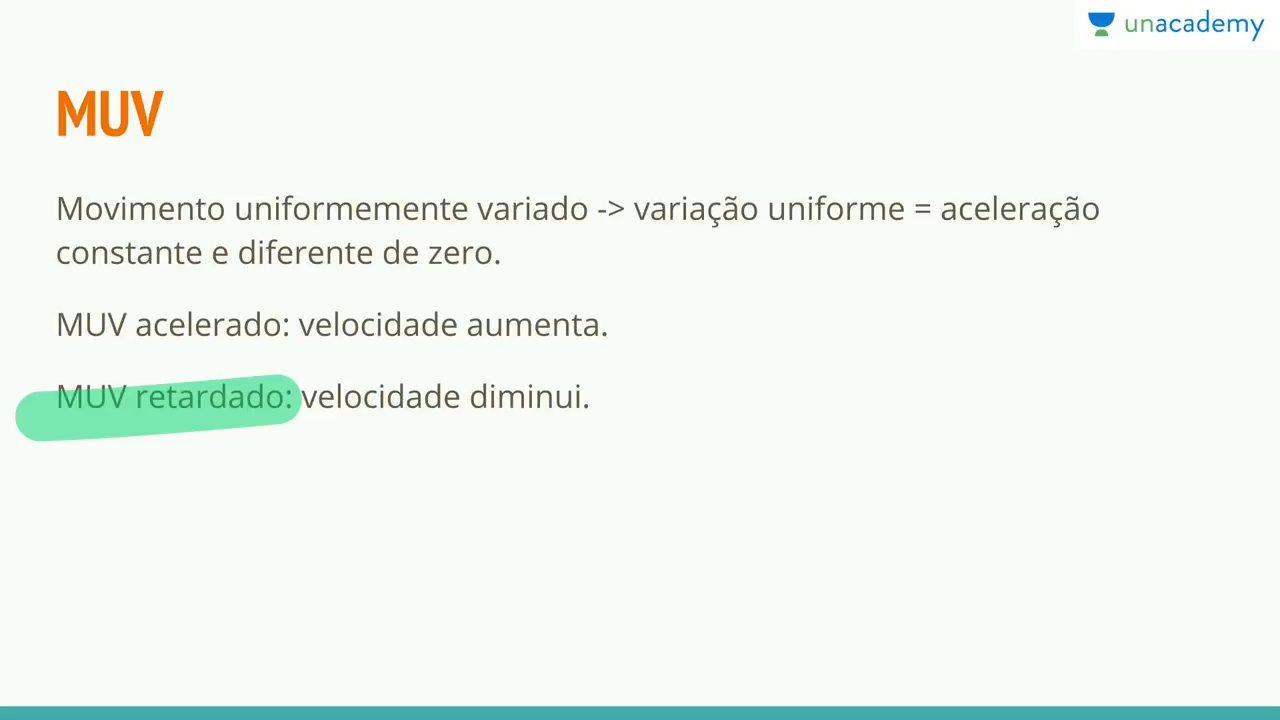 unacademy
MUV
Movimento uniformemente variado -> variação uniforme = aceleração
constante e diferente de zero.
MUV acelerado: velocidade aumenta.
MUV retardado: velocidade diminui.